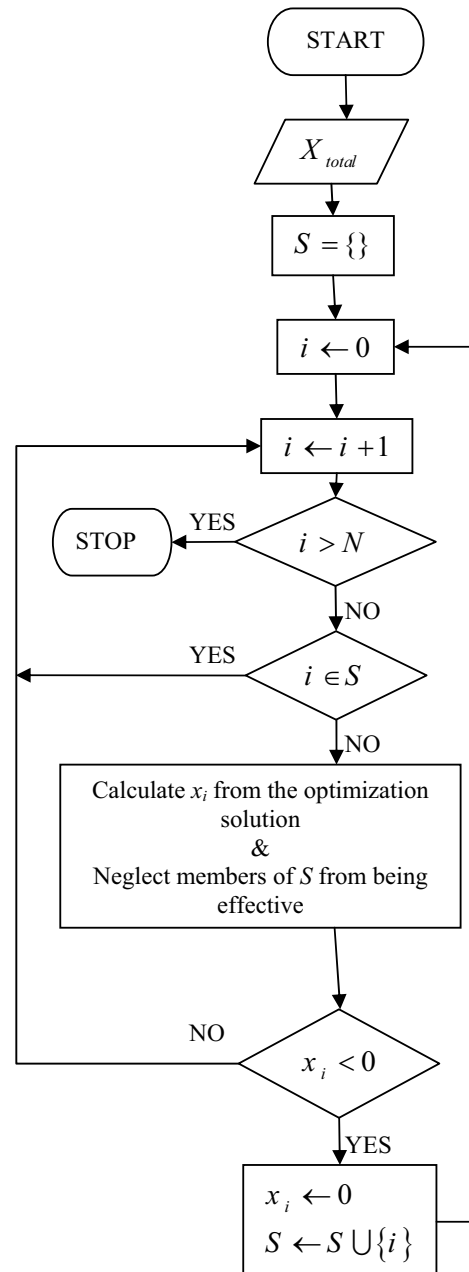 START
X_total
S = {}
i ← 0
i ← i + 1
YES
STOP
i > N
NO
YES
i ∈ S
NO
Calculate x_i from the optimization
solution
&
Neglect members of S from being
effective
NO
x_i < 0
YES
x_i ← 0
S ← S ∪ {i}